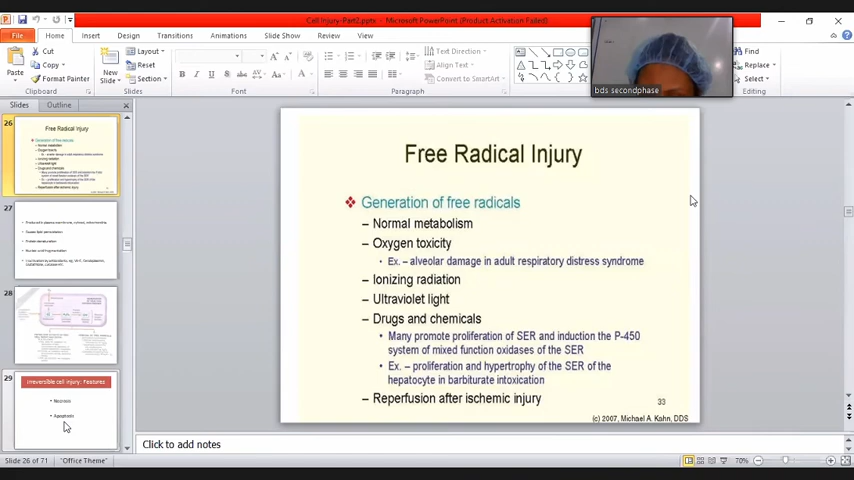 Cell Injury-Part2.pptx - Microsoft PowerPoint (Product Activation Failed)
File Home Insert Design Transitions Animations Slide Show Review View
Cut
Copy
Format Painter
Paste
Clipboard
New Slide
Layout
Reset
Section
Slides
Font
Text Direction
Align Text
Convert to SmartArt
Paragraph
bds secondphase
Find
Replace
Select
Editing
Slides Outline
26
Free Radical Injury
27
28
29
Irreversible cell injury: Features
Necrosis
Apoptosis
Free Radical Injury
Generation of free radicals
– Normal metabolism
– Oxygen toxicity
• Ex. – alveolar damage in adult respiratory distress syndrome
– Ionizing radiation
– Ultraviolet light
– Drugs and chemicals
• Many promote proliferation of SER and induction the P-450
system of mixed function oxidases of the SER
• Ex. – proliferation and hypertrophy of the SER of the
hepatocyte in barbiturate intoxication
– Reperfusion after ischemic injury
33
(c) 2007, Michael A. Kahn, DDS
Click to add notes
Slide 26 of 71 "Office Theme" 70%